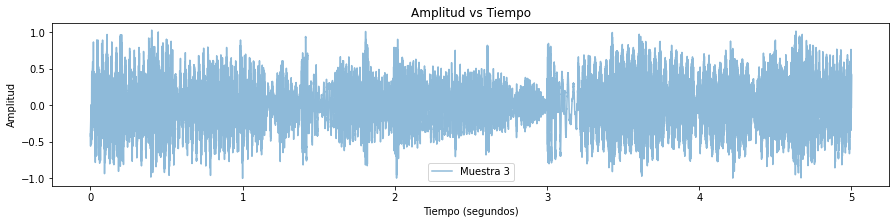 Amplitud vs Tiempo
1.0
0.5
0.0
−0.5
−1.0
Amplitud
Muestra 3
0 1 2 3 4 5
Tiempo (segundos)